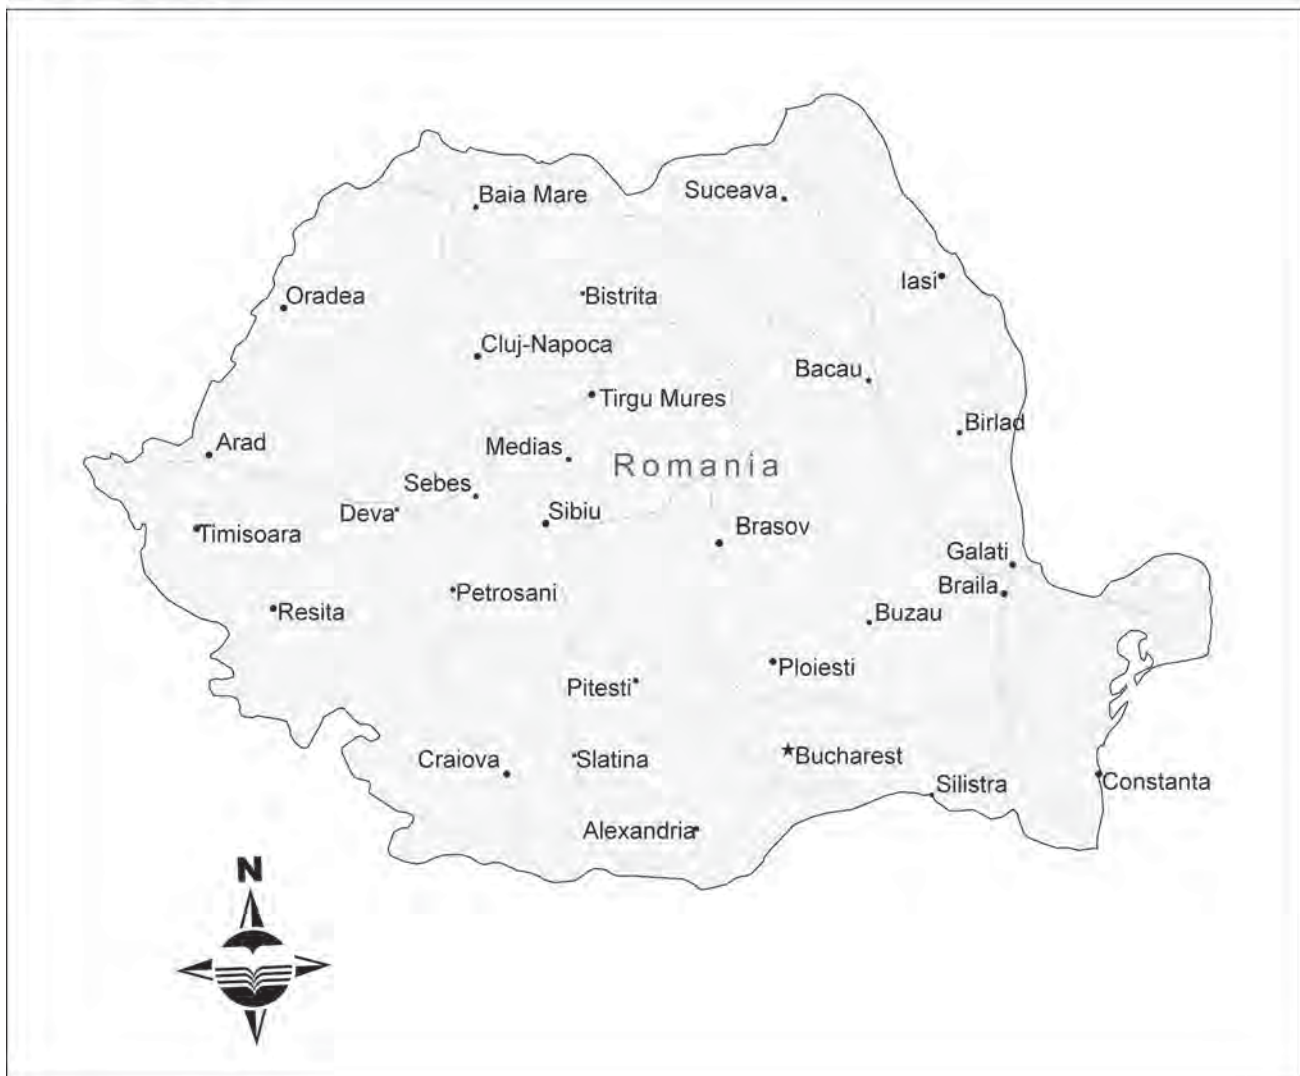 Baia Mare
Suceava
Iasi
Oradea
Bistrita
Cluj-Napoca
Bacau
Tirgu Mures
Birlad
Arad
Medias
Romania
Sebes
Deva
Sibiu
Timisoara
Brasov
Galati
Braila
Petrosani
Resita
Buzau
Ploiesti
Pitesti
Craiova
Slatina
Bucharest
Silistra
Constanta
Alexandria
N